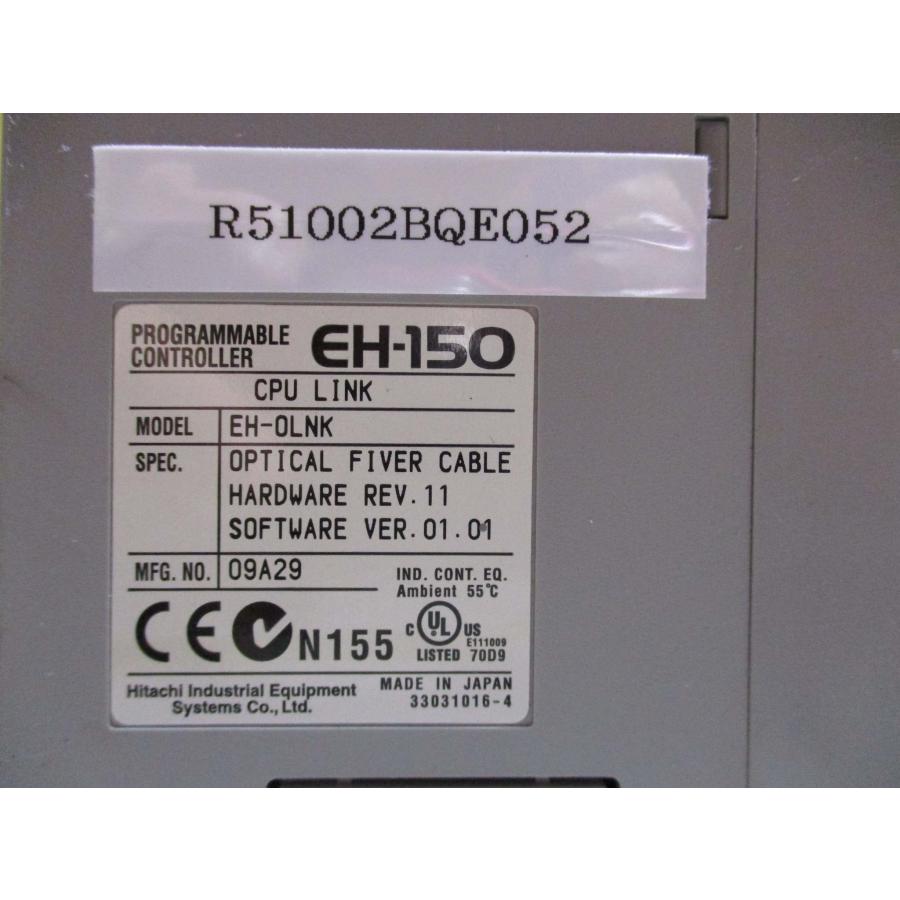 R51002BQE052
PROGRAMMABLE
CONTROLLER
EH-150
CPU LINK
MODEL EH-OLNK
SPEC. OPTICAL FIVER CABLE
HARDWARE REV.11
SOFTWARE VER.01.01
MFG. NO. 09A29
IND. CONT. EQ.
Ambient 55°C
CE N155 c UL US
E111009
LISTED 70D9
Hitachi Industrial Equipment
Systems Co.,Ltd.
MADE IN JAPAN
33031016-4